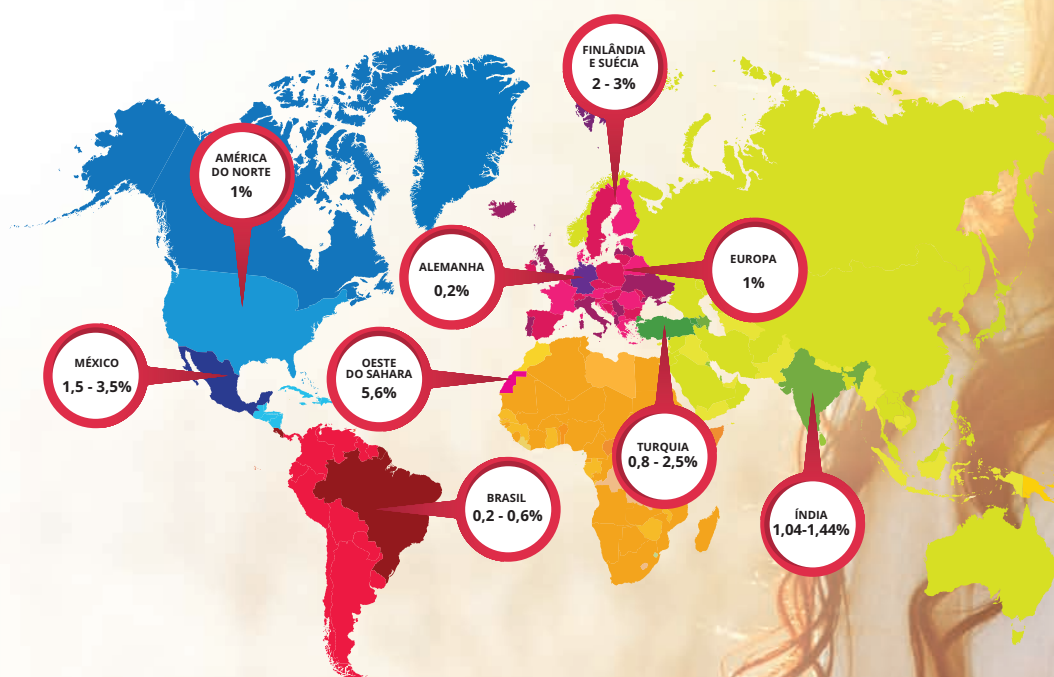 FINLÂNDIA
E SUÉCIA
2 - 3%
AMÉRICA
DO NORTE
1%
ALEMANHA
0,2%
EUROPA
1%
MÉXICO
1,5 - 3,5%
OESTE
DO SAHARA
5,6%
TURQUIA
0,8 - 2,5%
BRASIL
0,2 - 0,6%
ÍNDIA
1,04-1,44%